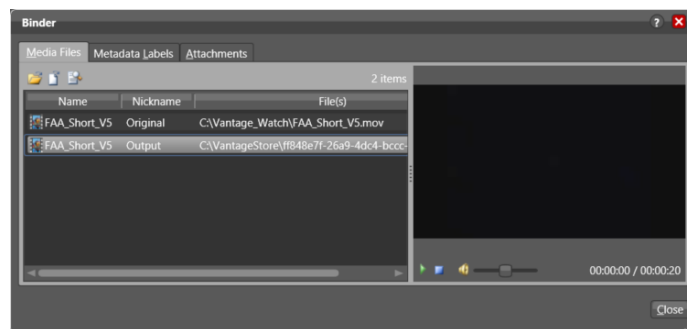 Binder
? X
Media Files Metadata Labels Attachments
2 items
Name Nickname File(s)
FAA_Short_V5 Original C:\Vantage_Watch\FAA_Short_V5.mov
FAA_Short_V5 Output C:\VantageStore\ff848e7f-26a9-4dc4-bccc-
00:00:00 / 00:00:20
Close